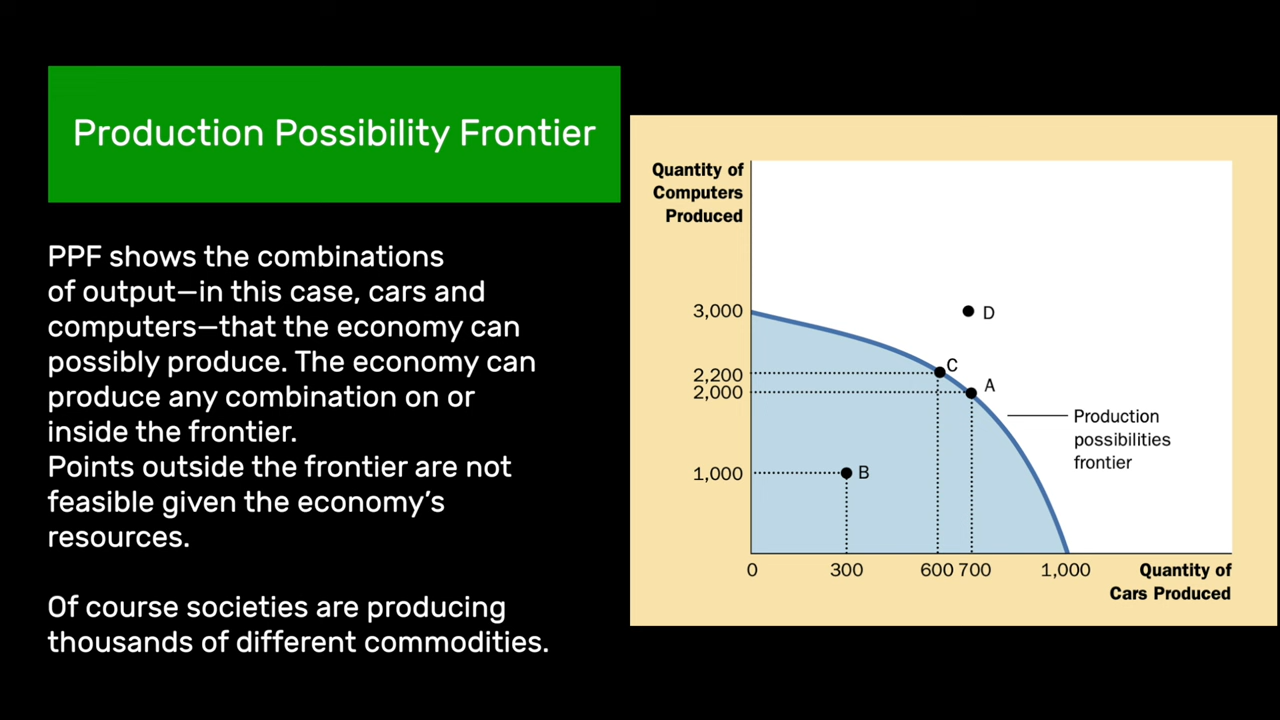 Production Possibility Frontier
PPF shows the combinations
of output—in this case, cars and
computers—that the economy can
possibly produce. The economy can
produce any combination on or
inside the frontier.
Points outside the frontier are not
feasible given the economy’s
resources.
Of course societies are producing
thousands of different commodities.
Quantity of
Computers
Produced
3,000
D
C
2,200
A
2,000
Production
possibilities
frontier
1,000
B
0
300
600
700
1,000
Quantity of
Cars Produced